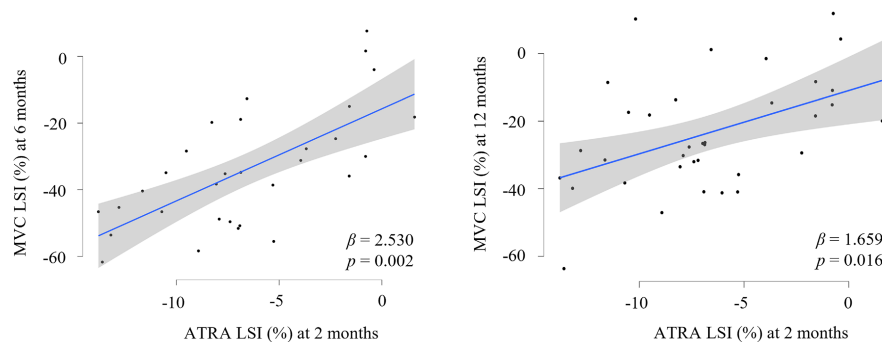 MVC LSI (%) at 6 months
0
-20
-40
-60
β = 2.530
p = 0.002
-10
-5
0
ATRA LSI (%) at 2 months
MVC LSI (%) at 12 months
0
-20
-40
-60
β = 1.659
p = 0.016
-10
-5
0
ATRA LSI (%) at 2 months